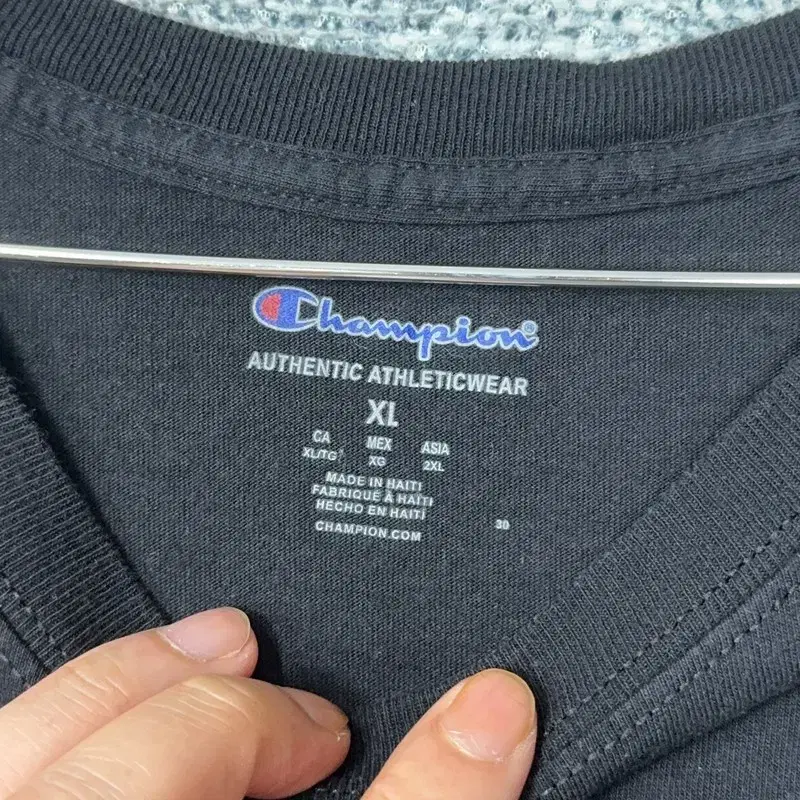 Champion®
AUTHENTIC ATHLETICWEAR
XL
CA MEX ASIA
XL/TG XG 2XL
MADE IN HAITI
FABRIQUÉ À HAÏTI
HECHO EN HAITÍ
30
CHAMPION.COM